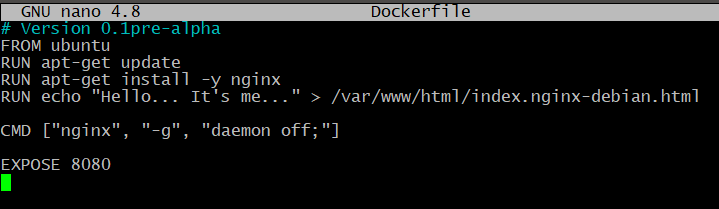 GNU nano 4.8 Dockerfile
# Version 0.1pre-alpha
FROM ubuntu
RUN apt-get update
RUN apt-get install -y nginx
RUN echo "Hello... It's me..." > /var/www/html/index.nginx-debian.html
CMD ["nginx", "-g", "daemon off;"]
EXPOSE 8080